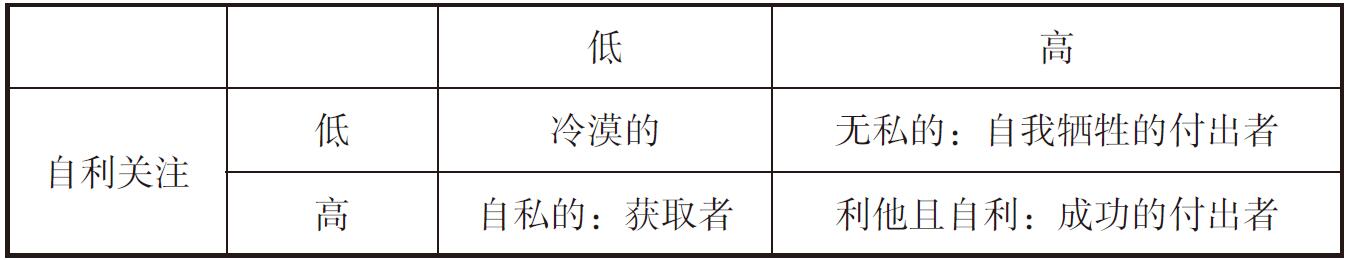 低 高
自利关注 低 冷漠的 无私的：自我牺牲的付出者
高 自私的：获取者 利他且自利：成功的付出者